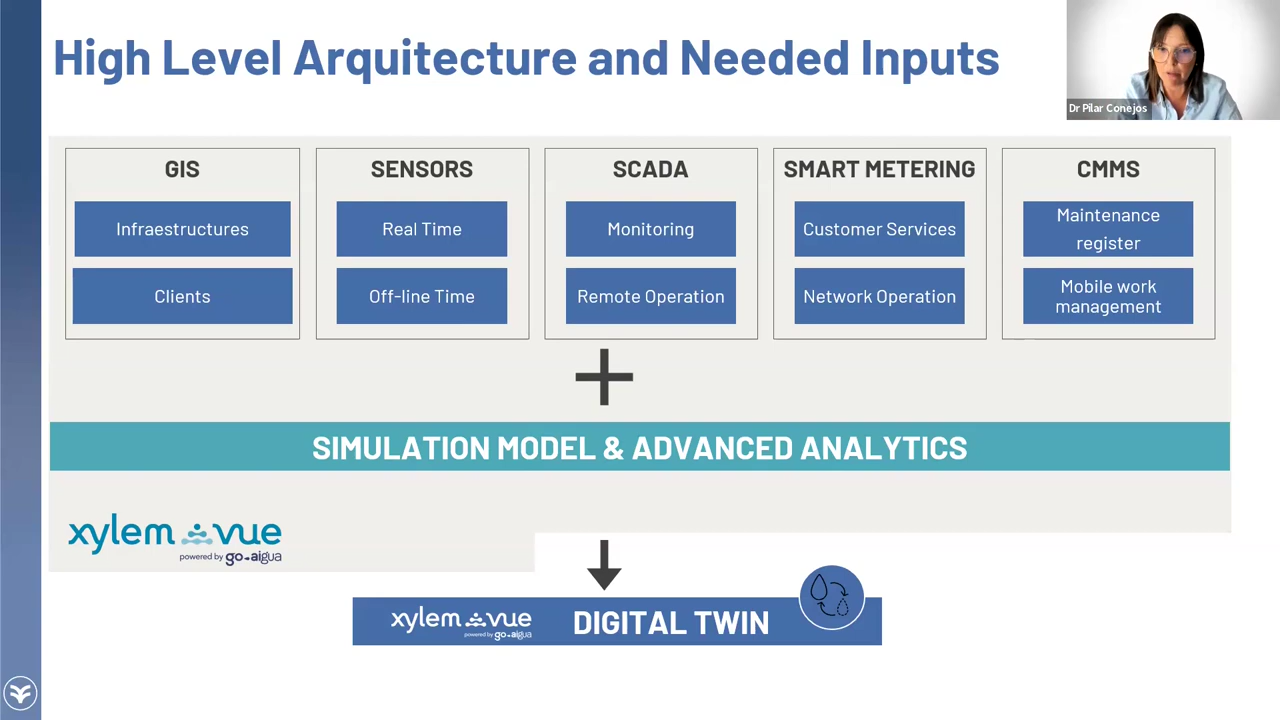 High Level Arquitecture and Needed Inputs
Dr Pilar Conejos
GIS
Infraestructures
Clients
SENSORS
Real Time
Off-line Time
SCADA
Monitoring
Remote Operation
SMART METERING
Customer Services
Network Operation
CMMS
Maintenance
register
Mobile work
management
SIMULATION MODEL & ADVANCED ANALYTICS
xylem vue
powered by go-aigua
xylem vue
powered by go-aigua
DIGITAL TWIN